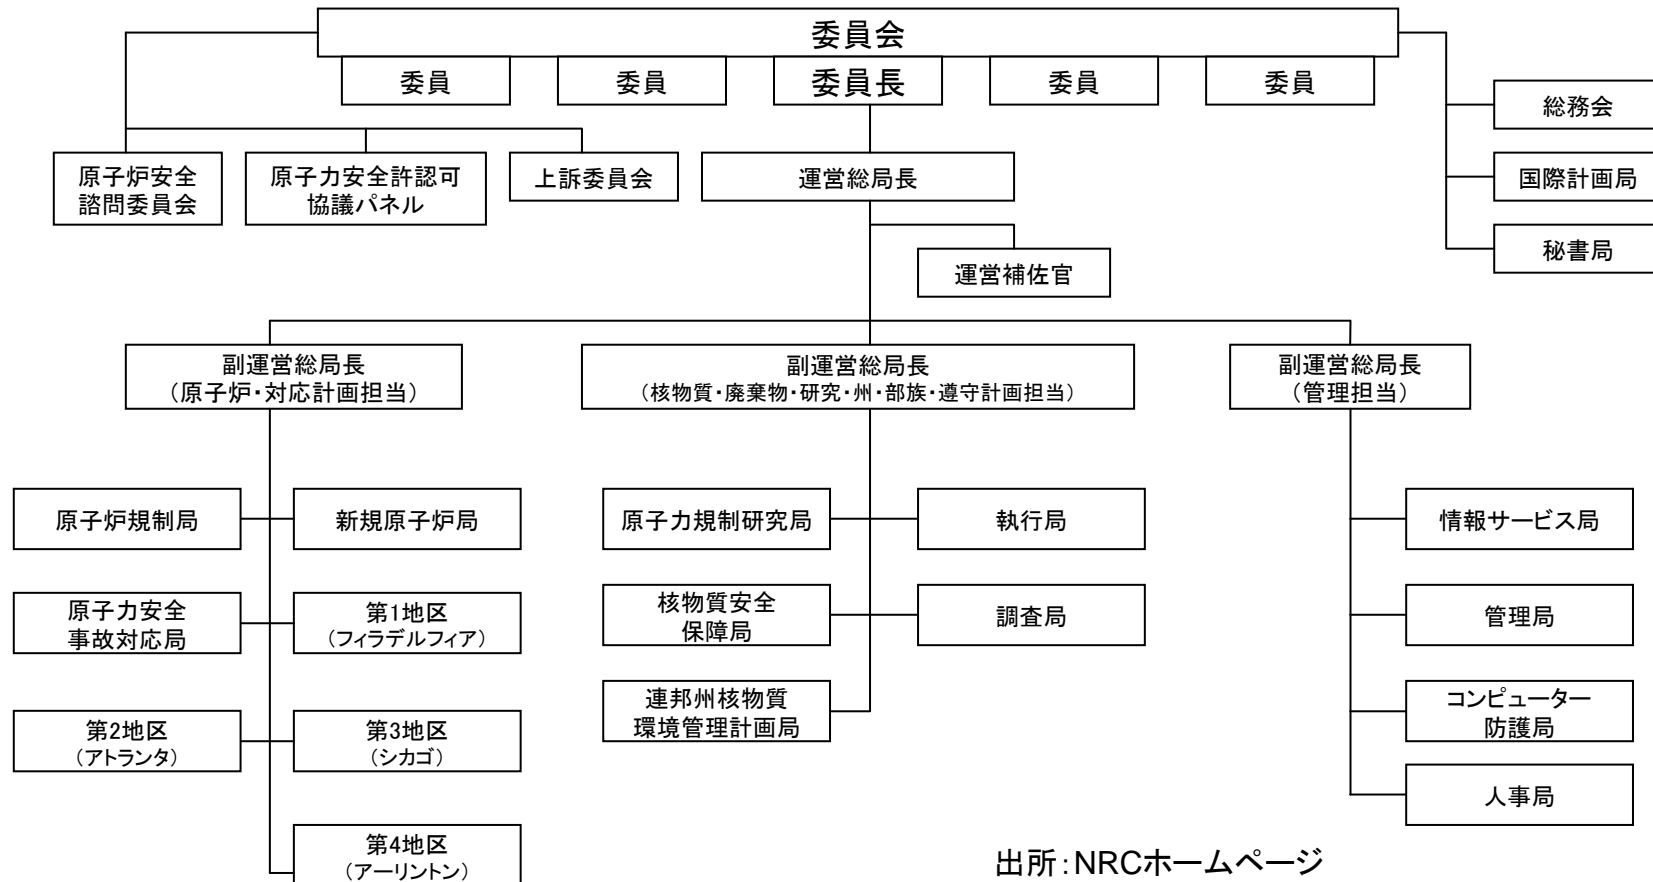 委員会
委員
委員
委員長
委員
委員
総務会
国際計画局
秘書局
原子炉安全
諮問委員会
原子力安全許認可
協議パネル
上訴委員会
運営総局長
運営補佐官
副運営総局長
（原子炉・対応計画担当）
副運営総局長
（核物質・廃棄物・研究・州・部族・遵守計画担当）
副運営総局長
（管理担当）
原子炉規制局
新規原子炉局
原子力安全
事故対応局
第1地区
（フィラデルフィア）
第2地区
（アトランタ）
第3地区
（シカゴ）
第4地区
（アーリントン）
原子力規制研究局
執行局
核物質安全
保障局
調査局
連邦州核物質
環境管理計画局
情報サービス局
管理局
コンピューター
防護局
人事局
出所：NRCホームページ